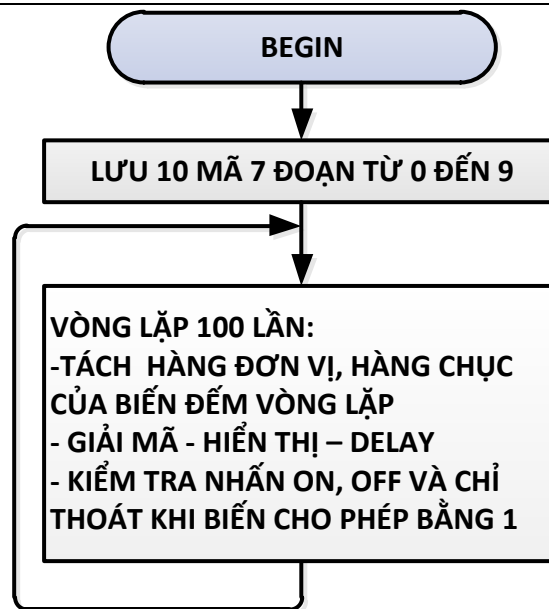 BEGIN
LƯU 10 MÃ 7 ĐOẠN TỪ 0 ĐẾN 9
VÒNG LẶP 100 LẦN:
-TÁCH HÀNG ĐƠN VỊ, HÀNG CHỤC
CỦA BIẾN ĐẾM VÒNG LẶP
- GIẢI MÃ - HIỂN THỊ – DELAY
- KIỂM TRA NHẤN ON, OFF VÀ CHỈ
THOÁT KHI BIẾN CHO PHÉP BẰNG 1